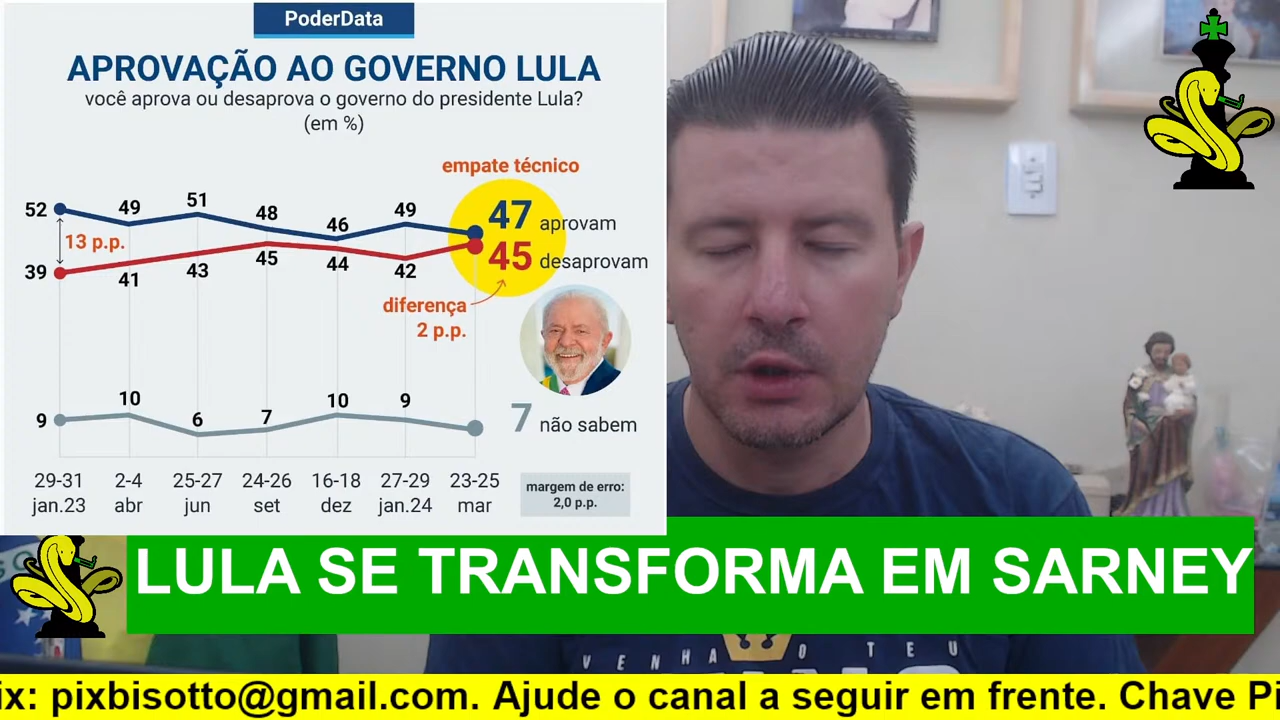 PoderData
APROVAÇÃO AO GOVERNO LULA
você aprova ou desaprova o governo do presidente Lula?
(em %)
empate técnico
52 49 51 48 46 49 47 aprovam
13 p.p.
39 41 43 45 44 42 45 desaprovam
diferença
2 p.p.
9 10 6 7 10 9 7 não sabem
29-31 2-4 25-27 24-26 16-18 27-29 23-25
jan.23 abr jun set dez jan.24 mar
margem de erro:
2,0 p.p.
LULA SE TRANSFORMA EM SARNEY
VENHA O TEU
ix: pixbisotto@gmail.com. Ajude o canal a seguir em frente. Chave Pi